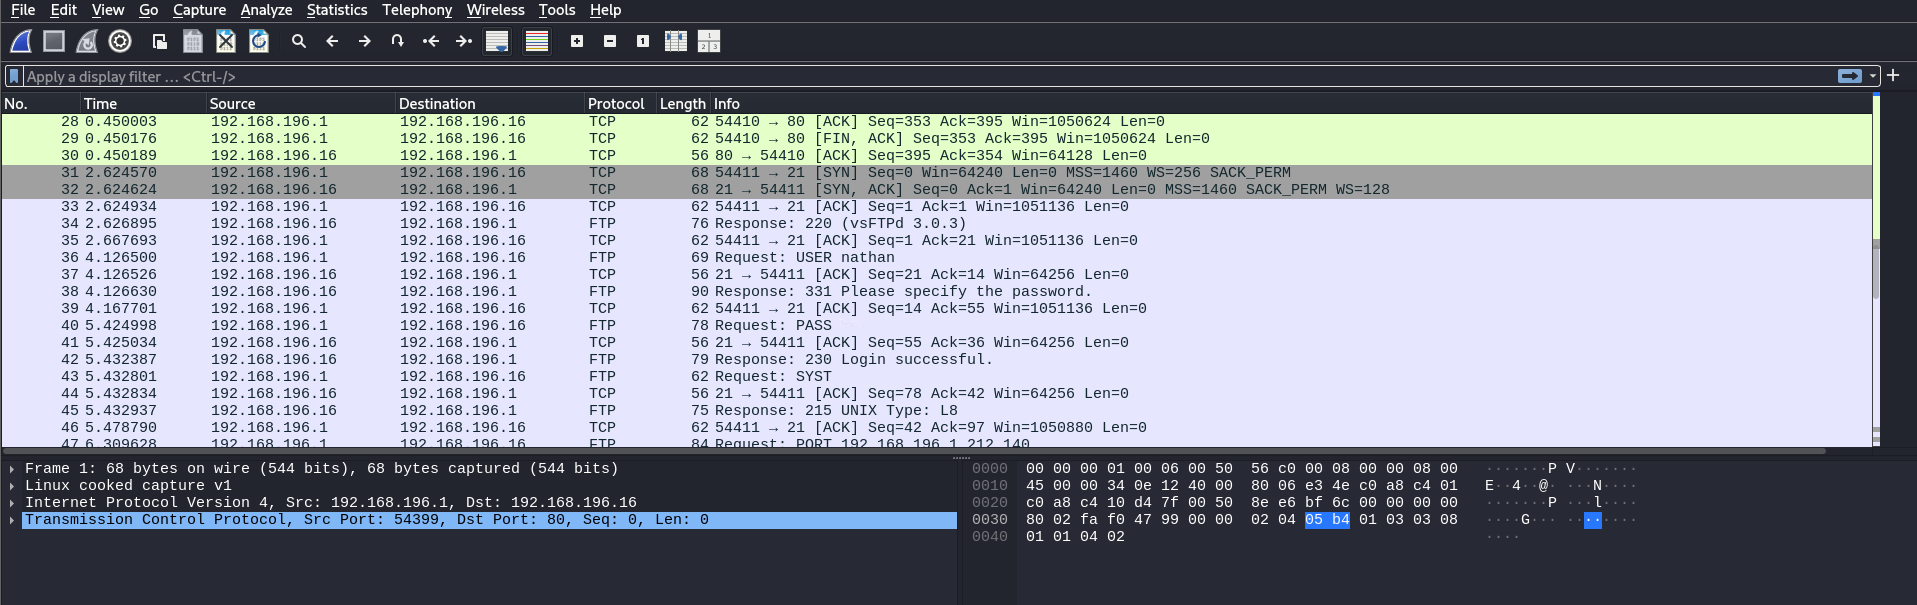 File Edit View Go Capture Analyze Statistics Telephony Wireless Tools Help
Apply a display filter … <Ctrl-/>
No. Time Source Destination Protocol Length Info
28 0.450003 192.168.196.1 192.168.196.16 TCP 62 54410 → 80 [ACK] Seq=353 Ack=395 Win=1050624 Len=0
29 0.450176 192.168.196.1 192.168.196.16 TCP 62 54410 → 80 [FIN, ACK] Seq=353 Ack=395 Win=1050624 Len=0
30 0.450189 192.168.196.16 192.168.196.1 TCP 56 80 → 54410 [ACK] Seq=395 Ack=354 Win=64128 Len=0
31 2.624570 192.168.196.1 192.168.196.16 TCP 68 54411 → 21 [SYN] Seq=0 Win=64240 Len=0 MSS=1460 WS=256 SACK_PERM
32 2.624624 192.168.196.16 192.168.196.1 TCP 68 21 → 54411 [SYN, ACK] Seq=0 Ack=1 Win=64240 Len=0 MSS=1460 SACK_PERM WS=128
33 2.624934 192.168.196.1 192.168.196.16 TCP 62 54411 → 21 [ACK] Seq=1 Ack=1 Win=1051136 Len=0
34 2.626895 192.168.196.16 192.168.196.1 FTP 76 Response: 220 (vsFTPd 3.0.3)
35 2.667693 192.168.196.1 192.168.196.16 TCP 62 54411 → 21 [ACK] Seq=1 Ack=21 Win=1051136 Len=0
36 4.126500 192.168.196.1 192.168.196.16 FTP 69 Request: USER nathan
37 4.126526 192.168.196.16 192.168.196.1 TCP 56 21 → 54411 [ACK] Seq=21 Ack=14 Win=64256 Len=0
38 4.126630 192.168.196.16 192.168.196.1 FTP 90 Response: 331 Please specify the password.
39 4.167701 192.168.196.1 192.168.196.16 TCP 62 54411 → 21 [ACK] Seq=14 Ack=55 Win=1051136 Len=0
40 5.424998 192.168.196.1 192.168.196.16 FTP 78 Request: PASS
41 5.425034 192.168.196.16 192.168.196.1 TCP 56 21 → 54411 [ACK] Seq=55 Ack=36 Win=64256 Len=0
42 5.432387 192.168.196.16 192.168.196.1 FTP 79 Response: 230 Login successful.
43 5.432801 192.168.196.1 192.168.196.16 FTP 62 Request: SYST
44 5.432834 192.168.196.16 192.168.196.1 TCP 56 21 → 54411 [ACK] Seq=78 Ack=42 Win=64256 Len=0
45 5.432937 192.168.196.16 192.168.196.1 FTP 75 Response: 215 UNIX Type: L8
46 5.478790 192.168.196.1 192.168.196.16 TCP 62 54411 → 21 [ACK] Seq=42 Ack=97 Win=1050880 Len=0
47 6.309628 192.168.196.1 192.168.196.16 FTP 84 Request: PORT 192,168,196,1,212,140
Frame 1: 68 bytes on wire (544 bits), 68 bytes captured (544 bits)
Linux cooked capture v1
Internet Protocol Version 4, Src: 192.168.196.1, Dst: 192.168.196.16
Transmission Control Protocol, Src Port: 54399, Dst Port: 80, Seq: 0, Len: 0
0000 00 00 00 01 00 06 00 50 56 c0 00 08 00 00 08 00 ·······P V·······
0010 45 00 00 34 0e 12 40 00 80 06 e3 4e c0 a8 c4 01 E··4··@· ···N····
0020 c0 a8 c4 10 d4 7f 00 50 8e e6 bf 6c 00 00 00 00 ·······P ···l····
0030 80 02 fa f0 47 99 00 00 02 04 05 b4 01 03 03 08 ····G··· ········
0040 01 01 04 02 ····